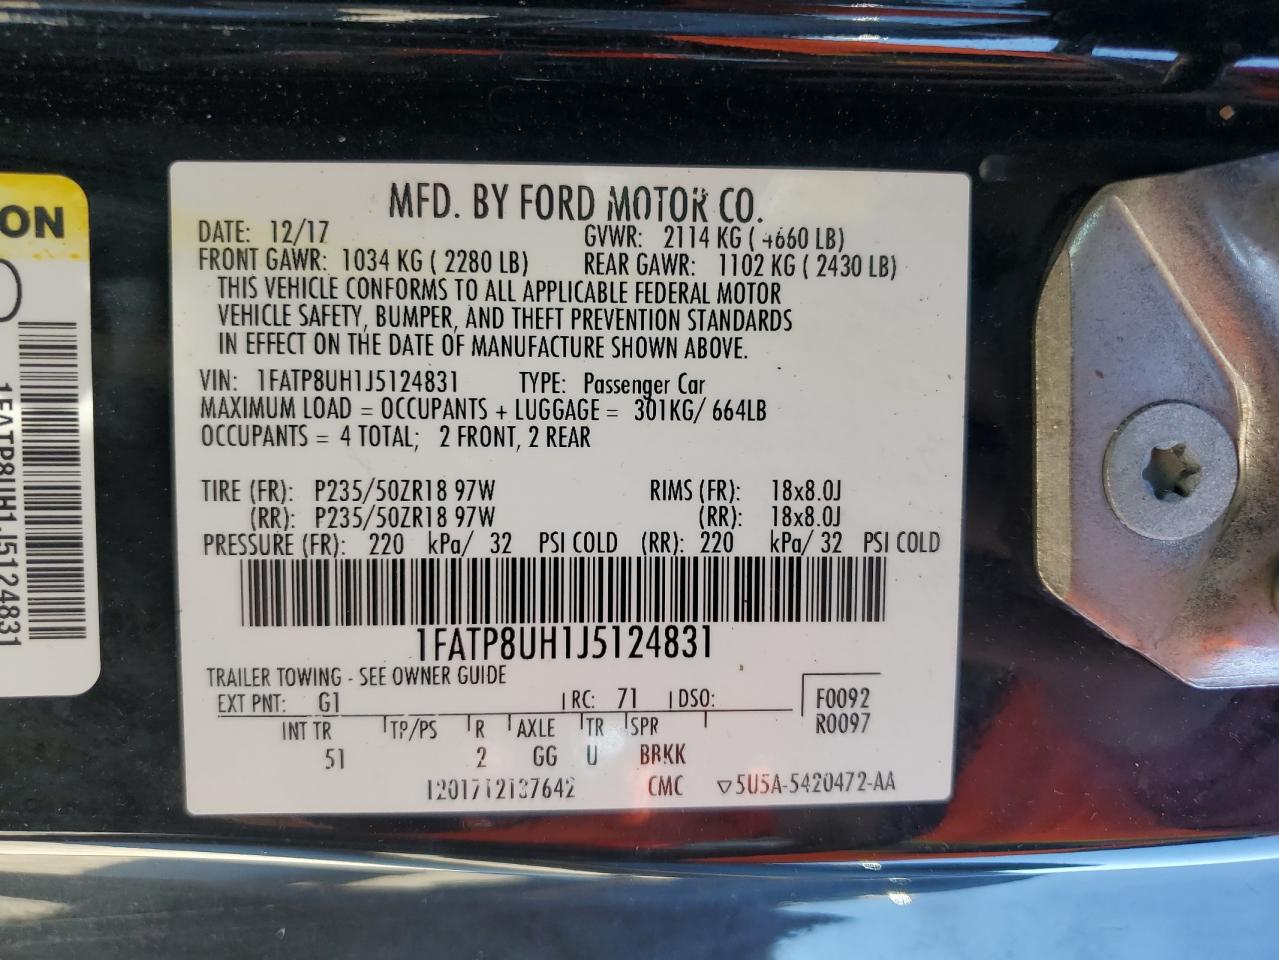 MFD. BY FORD MOTOR CO.
DATE: 12/17 GVWR: 2114 KG ( 4660 LB)
FRONT GAWR: 1034 KG ( 2280 LB) REAR GAWR: 1102 KG ( 2430 LB)
THIS VEHICLE CONFORMS TO ALL APPLICABLE FEDERAL MOTOR
VEHICLE SAFETY, BUMPER, AND THEFT PREVENTION STANDARDS
IN EFFECT ON THE DATE OF MANUFACTURE SHOWN ABOVE.
VIN: 1FATP8UH1J5124831 TYPE: Passenger Car
MAXIMUM LOAD = OCCUPANTS + LUGGAGE = 301KG/ 664LB
OCCUPANTS = 4 TOTAL; 2 FRONT, 2 REAR
TIRE (FR): P235/50ZR18 97W RIMS (FR): 18x8.0J
(RR): P235/50ZR18 97W (RR): 18x8.0J
PRESSURE (FR): 220 kPa/ 32 PSI COLD (RR): 220 kPa/ 32 PSI COLD
1FATP8UH1J5124831
TRAILER TOWING - SEE OWNER GUIDE
EXT PNT: G1 RC: 71 DSO: F0092
INT TR TP/PS R AXLE TR SPR R0097
51 2 GG U BRKK
CMC ▽5U5A-5420472-AA
ON
1FATP8UH1J5124831